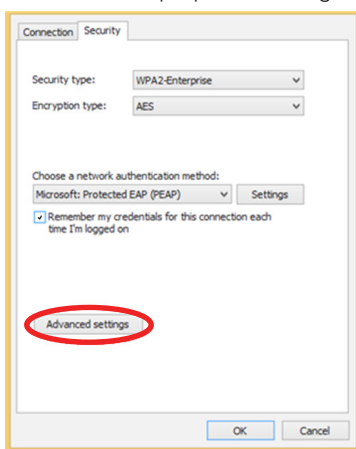 Connection Security
Security type: WPA2-Enterprise
Encryption type: AES
Choose a network authentication method:
Microsoft: Protected EAP (PEAP) Settings
Remember my credentials for this connection each
time I'm logged on
Advanced settings
OK Cancel